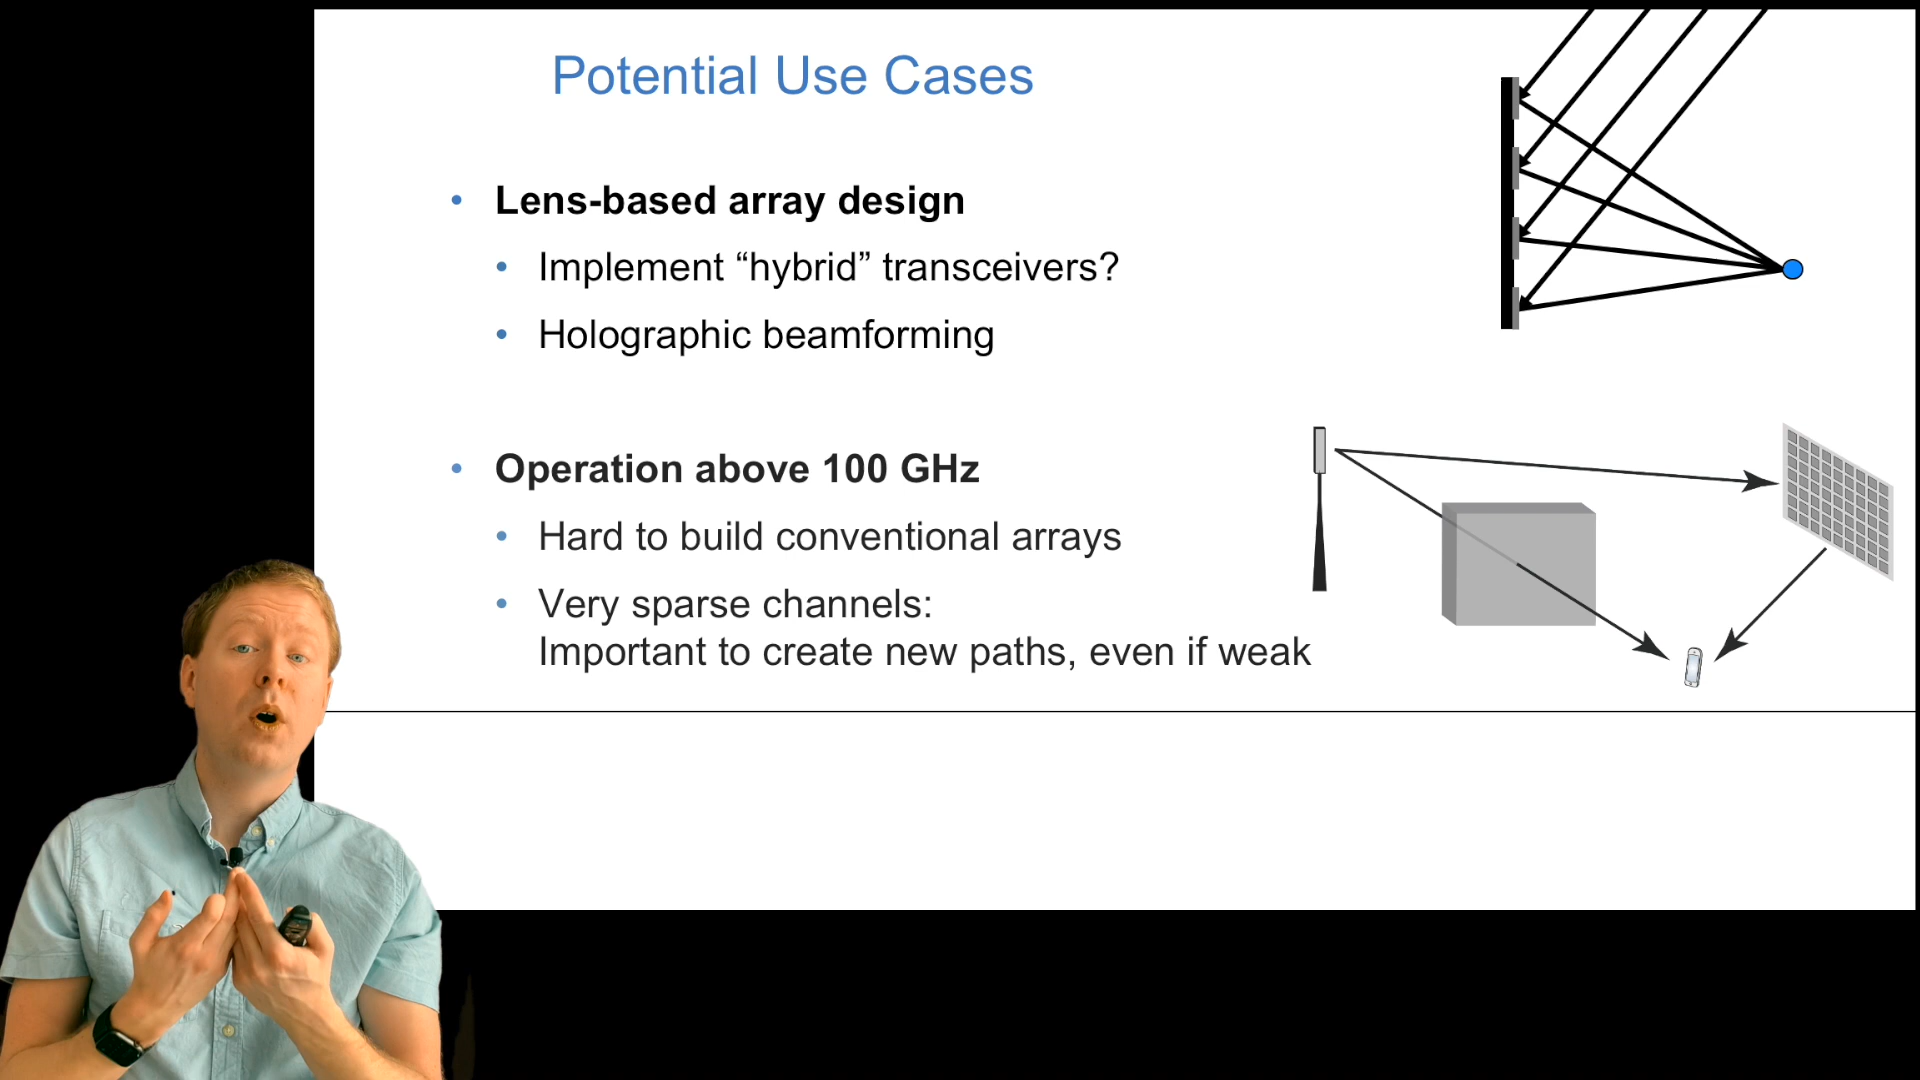 Potential Use Cases
• Lens-based array design
• Implement “hybrid” transceivers?
• Holographic beamforming
• Operation above 100 GHz
• Hard to build conventional arrays
• Very sparse channels:
Important to create new paths, even if weak